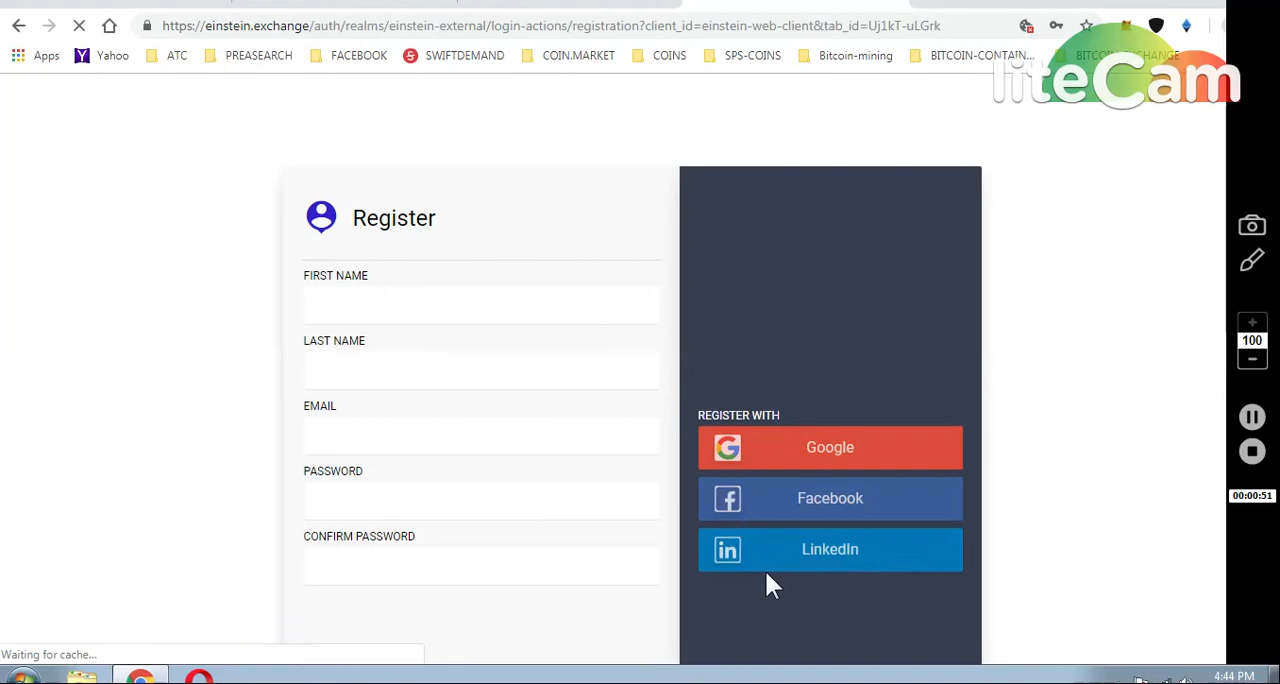 https://einstein.exchange/auth/realms/einstein-external/login-actions/registration?client_id=einstein-web-client&tab_id=Uj1kT-uLGrk
Apps Yahoo ATC PREASEARCH FACEBOOK SWIFTDEMAND COIN.MARKET COINS SPS-COINS Bitcoin-mining BITCOIN-CONTAIN...
liteCam
Register
FIRST NAME
LAST NAME
EMAIL
PASSWORD
CONFIRM PASSWORD
REGISTER WITH
Google
Facebook
LinkedIn
100
00:00:51
Waiting for cache...
4:44 PM